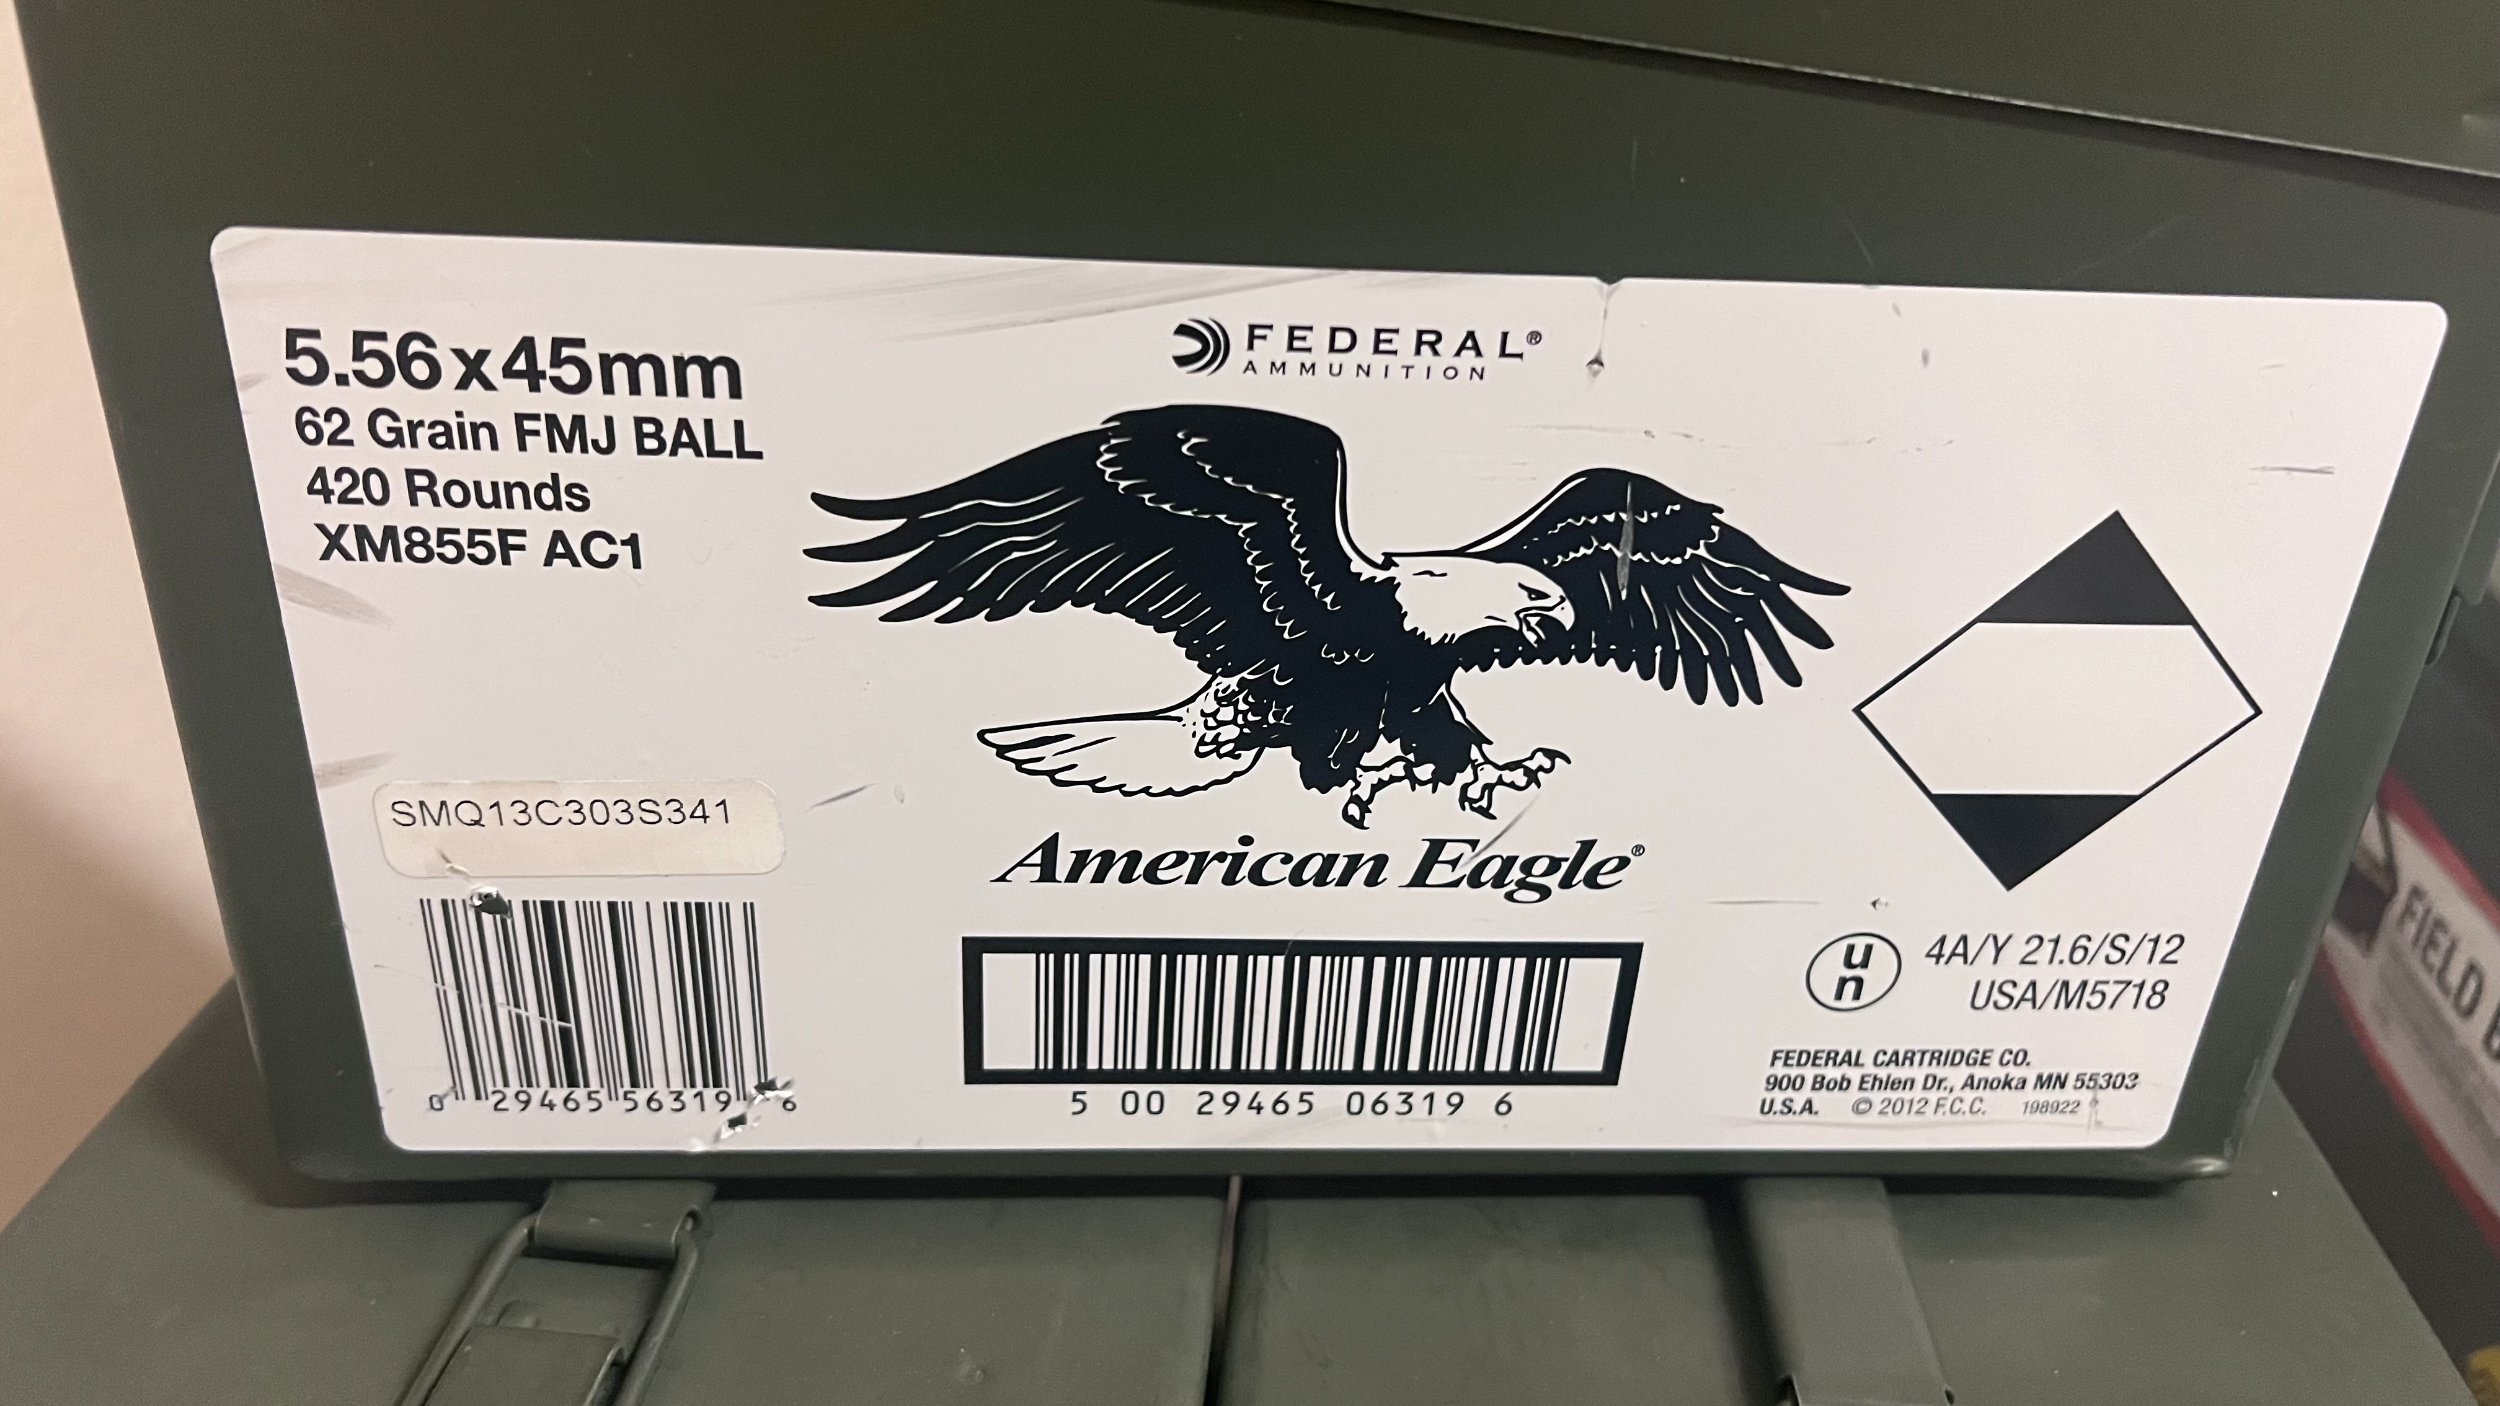 5.56x45mm
62 Grain FMJ BALL
420 Rounds
XM855F AC1
FEDERAL®
AMMUNITION
American Eagle®
SMQ13C303S341
0 29465 56319 6
5 00 29465 06319 6
un
4A/Y 21.6/S/12
USA/M5718
FEDERAL CARTRIDGE CO.
900 Bob Ehlen Dr., Anoka MN 55303
U.S.A. © 2012 F.C.C. 198922
FIELD